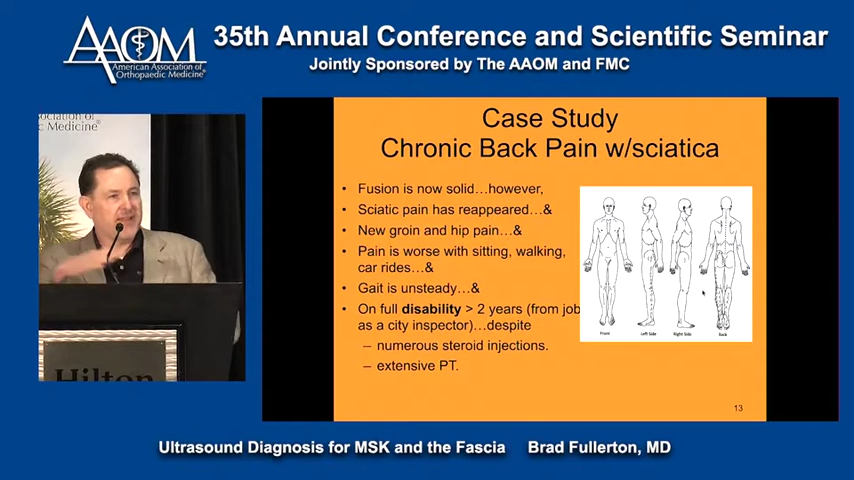 AAOM
American Association of
Orthopaedic Medicine®
35th Annual Conference and Scientific Seminar
Jointly Sponsored by The AAOM and FMC
sociation of
c Medicine®
Case Study
Chronic Back Pain w/sciatica
• Fusion is now solid…however,
• Sciatic pain has reappeared…&
• New groin and hip pain…&
• Pain is worse with sitting, walking,
car rides…&
• Gait is unsteady…&
• On full disability > 2 years (from job
as a city inspector)…despite
– numerous steroid injections.
– extensive PT.
Front
Left Side
Right Side
Back
13
Hilton
Ultrasound Diagnosis for MSK and the Fascia Brad Fullerton, MD